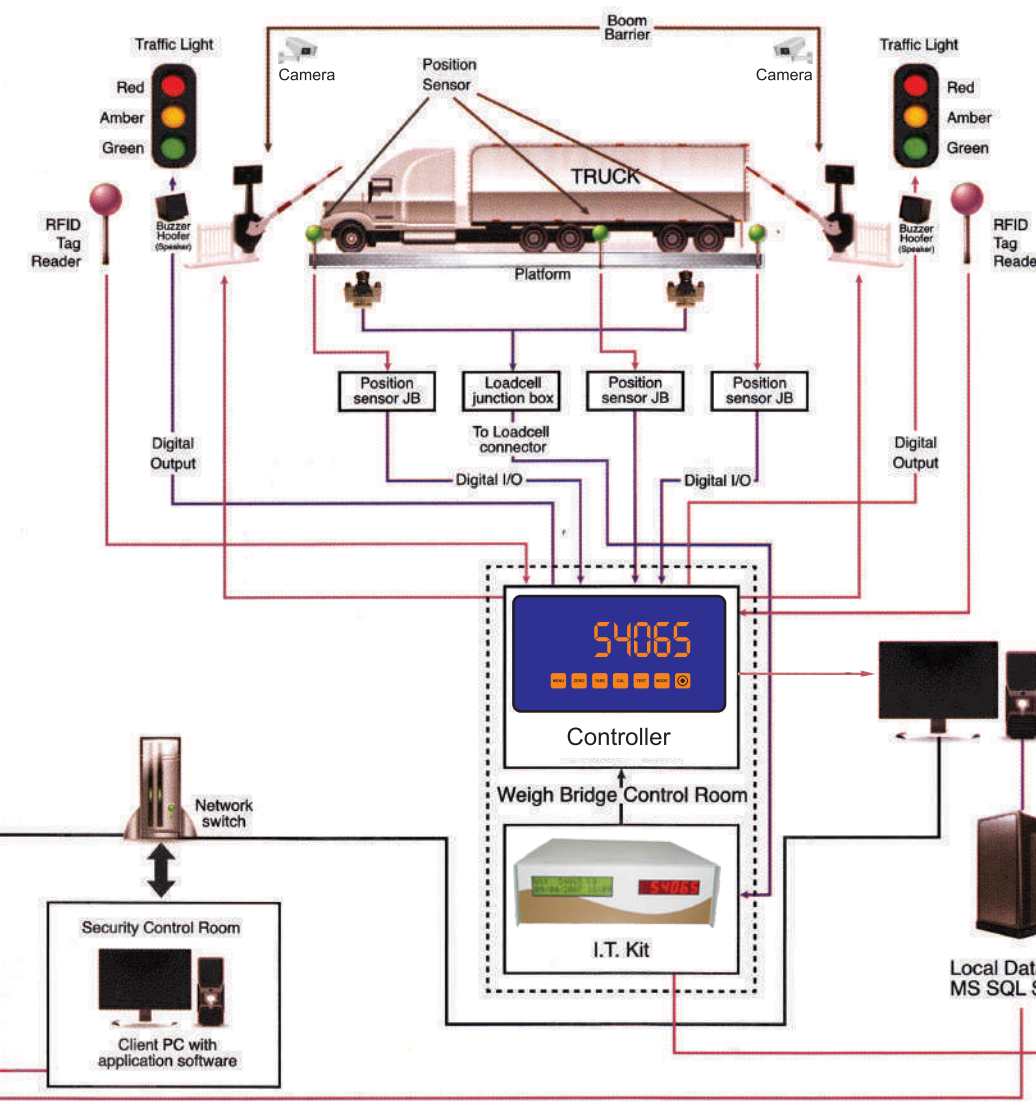 Boom
Barrier
Traffic Light
Camera
Camera
Traffic Light
Position
Sensor
Red
Amber
Green
Red
Amber
Green
TRUCK
RFID
Tag
Reader
Buzzer
Hoofer
(Speaker)
Buzzer
Hoofer
(Speaker)
RFID
Tag
Reade
Platform
Position
sensor JB
Loadcell
junction box
Position
sensor JB
Position
sensor JB
To Loadcell
connector
Digital
Output
Digital
Output
Digital I/O
Digital I/O
54065
MENU ZERO TARE CAL TEST MODE
Controller
Weigh Bridge Control Room
Network
switch
54065
I.T. Kit
Security Control Room
Client PC with
application software
Local Dat
MS SQL S